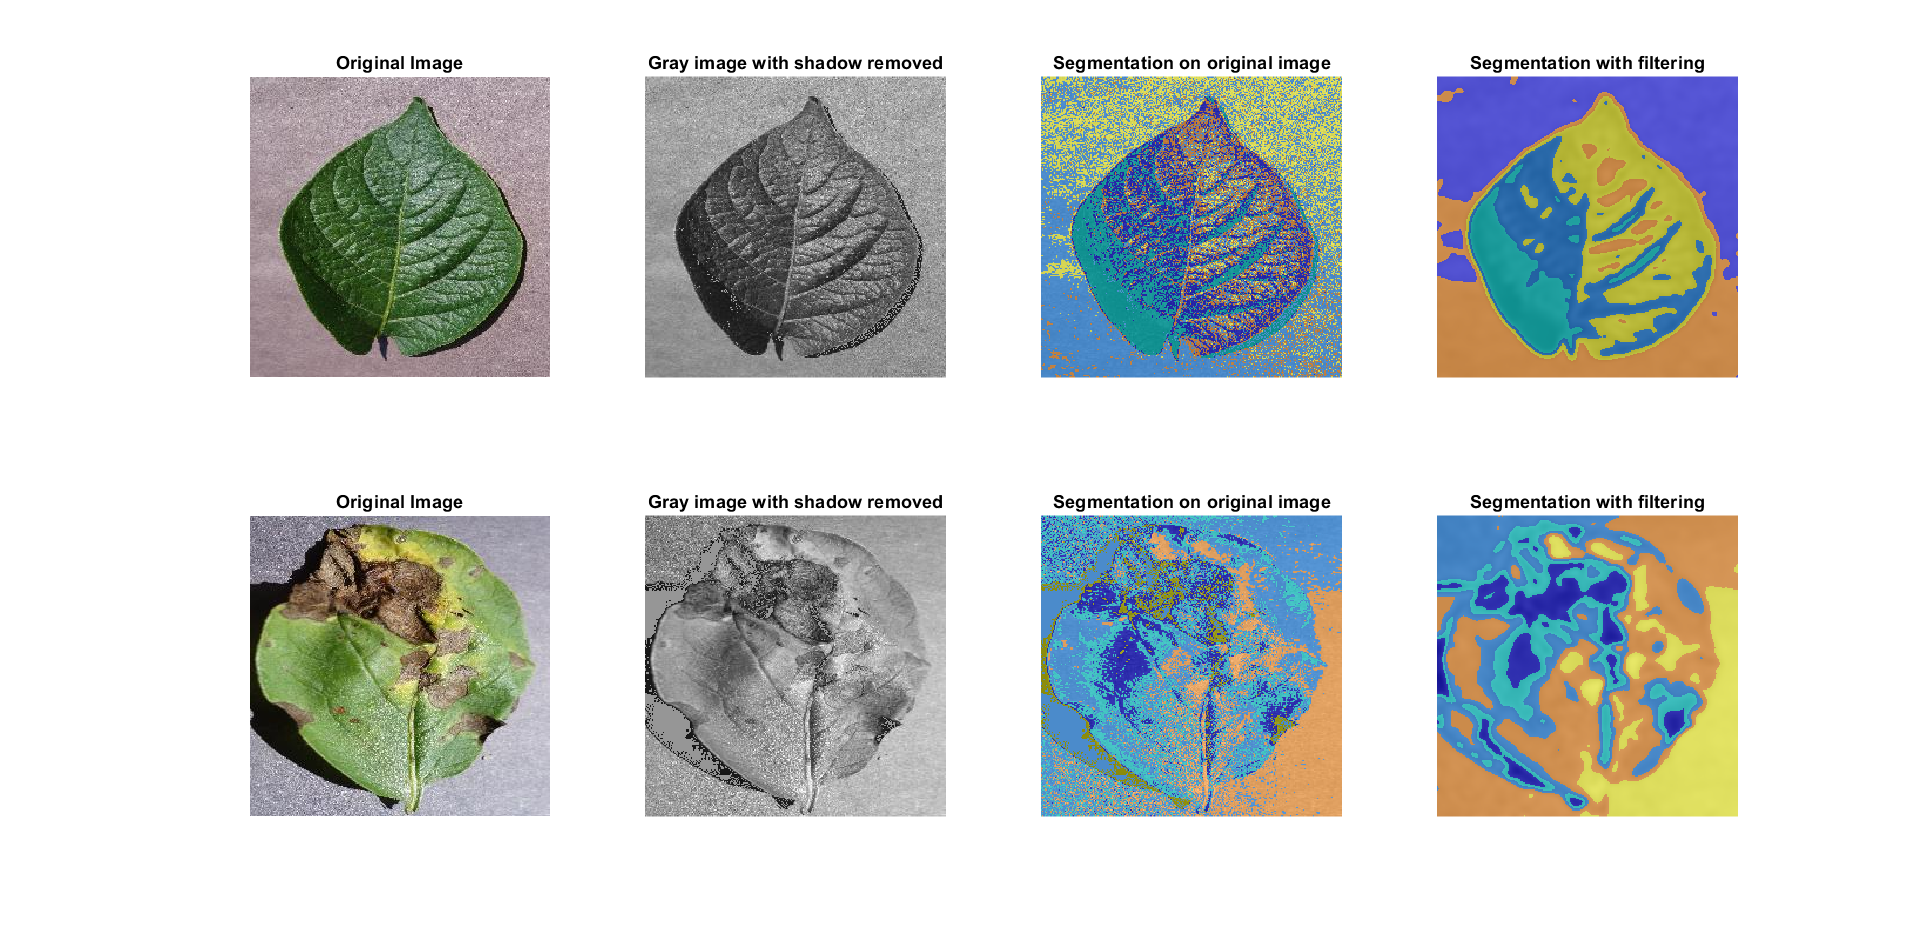 Original Image
Gray image with shadow removed
Segmentation on original image
Segmentation with filtering
Original Image
Gray image with shadow removed
Segmentation on original image
Segmentation with filtering